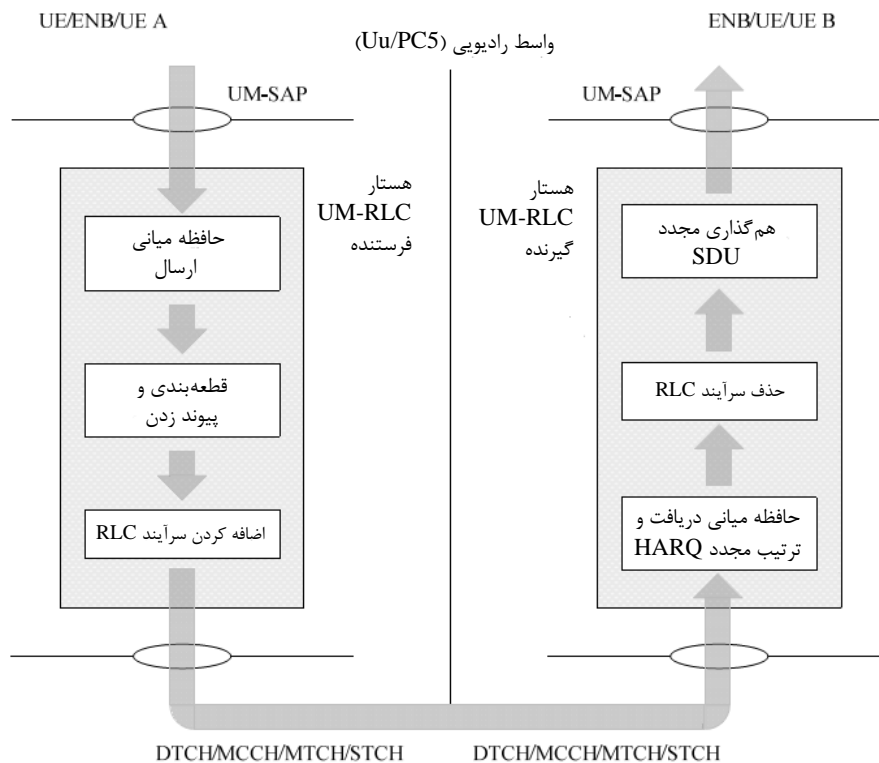 UE/ENB/UE A
واسط رادیویی (Uu/PC5)
ENB/UE/UE B
UM-SAP
UM-SAP
هستار
UM-RLC
فرستنده
حافظه میانی
ارسال
قطعه‌بندی و
پیوند زدن
اضافه کردن سرآیند RLC
هستار
UM-RLC
گیرنده
هم‌گذاری مجدد
SDU
حذف سرآیند RLC
حافظه میانی دریافت و
ترتیب مجدد HARQ
DTCH/MCCH/MTCH/STCH
DTCH/MCCH/MTCH/STCH